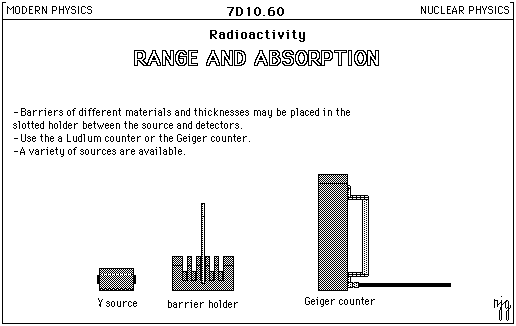 MODERN PHYSICS
7D10.60
NUCLEAR PHYSICS
Radioactivity
RANGE AND ABSORPTION
-Barriers of different materials and thicknesses may be placed in the
slotted holder between the source and detectors.
-Use the a Ludlum counter or the Geiger counter.
-A variety of sources are available.
γ source
barrier holder
Geiger counter